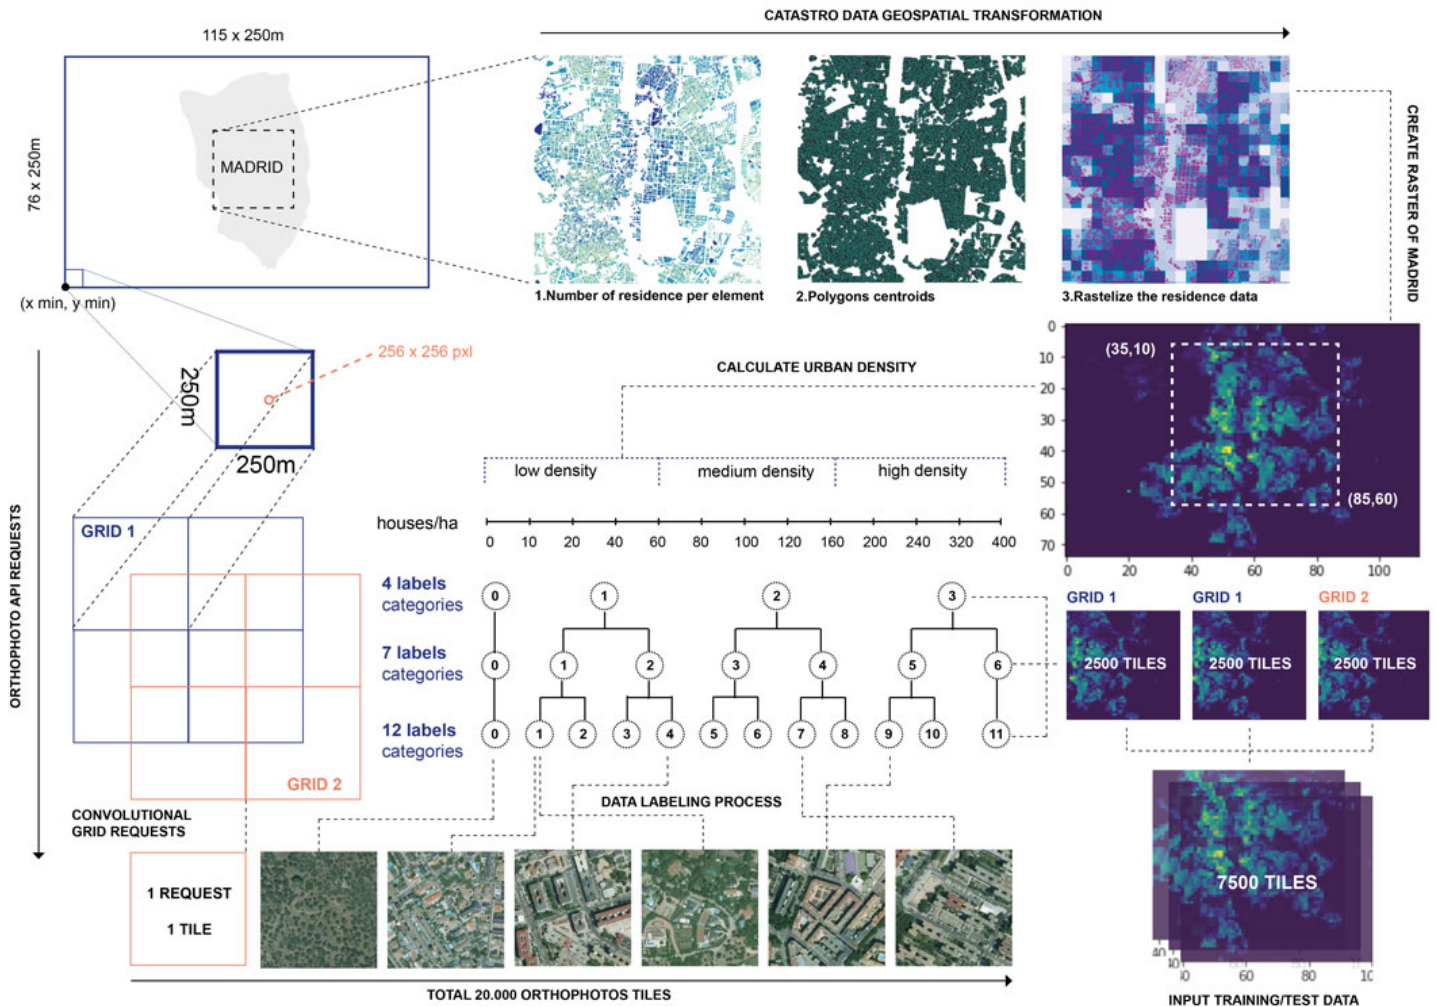 CATASTRO DATA GEOSPATIAL TRANSFORMATION
115 x 250m
76 x 250m
MADRID
(x min, y min)
1.Number of residence per element
2.Polygons centroids
3.Rastelize the residence data
CREATE RASTER OF MADRID
256 x 256 pxl
250m
250m
CALCULATE URBAN DENSITY
0
10
20
30
40
50
60
70
(35,10)
(85,60)
0 20 40 60 80 100
low density
medium density
high density
houses/ha
0 10 20 40 60 80 100 120 160 200 240 320 400
ORTHOPHOTO API REQUESTS
GRID 1
GRID 2
4 labels
categories
0 1 2 3
7 labels
categories
0 1 2 3 4 5 6
12 labels
categories
0 1 2 3 4 5 6 7 8 9 10 11
GRID 1
GRID 1
GRID 2
2500 TILES
2500 TILES
2500 TILES
DATA LABELING PROCESS
CONVOLUTIONAL
GRID REQUESTS
1 REQUEST
1 TILE
7500 TILES
40 60 80 100
TOTAL 20.000 ORTHOPHOTOS TILES
INPUT TRAINING/TEST DATA